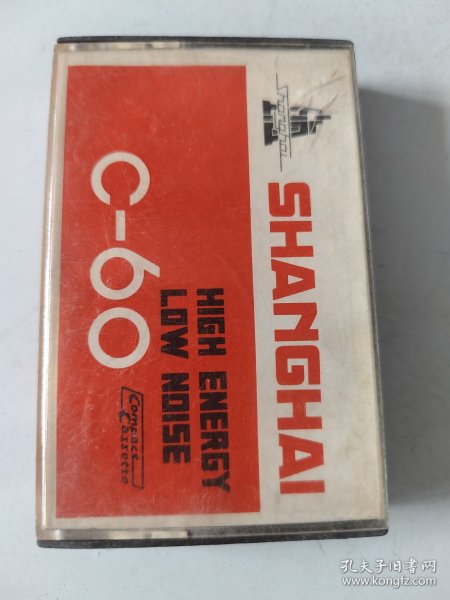 Shanghai
SHANGHAI
HIGH ENERGY
LOW NOISE
C-60
Compact
Cassette
孔夫子旧书网
www.kongfz.com